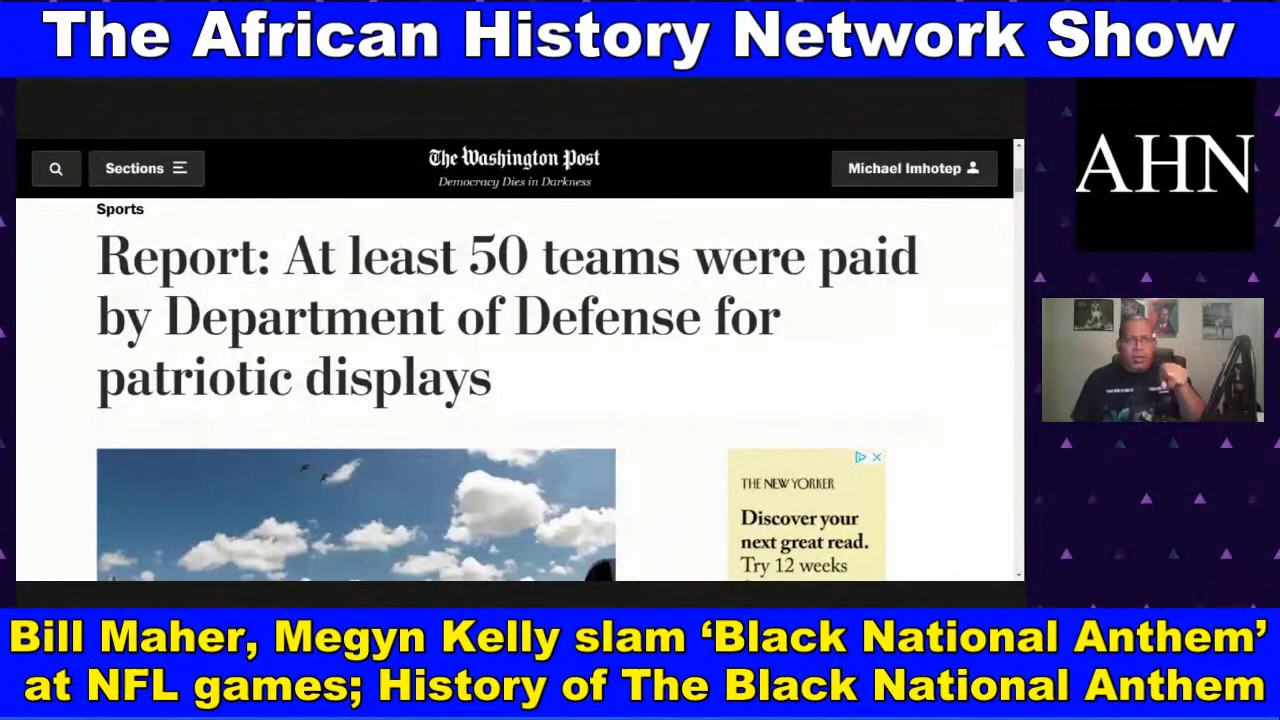 The African History Network Show
AHN
Sections
The Washington Post
Democracy Dies in Darkness
Michael Imhotep
Sports
Report: At least 50 teams were paid
by Department of Defense for
patriotic displays
THE NEW YORKER
Discover your
next great read.
Try 12 weeks
Bill Maher, Megyn Kelly slam ‘Black National Anthem’
at NFL games; History of The Black National Anthem